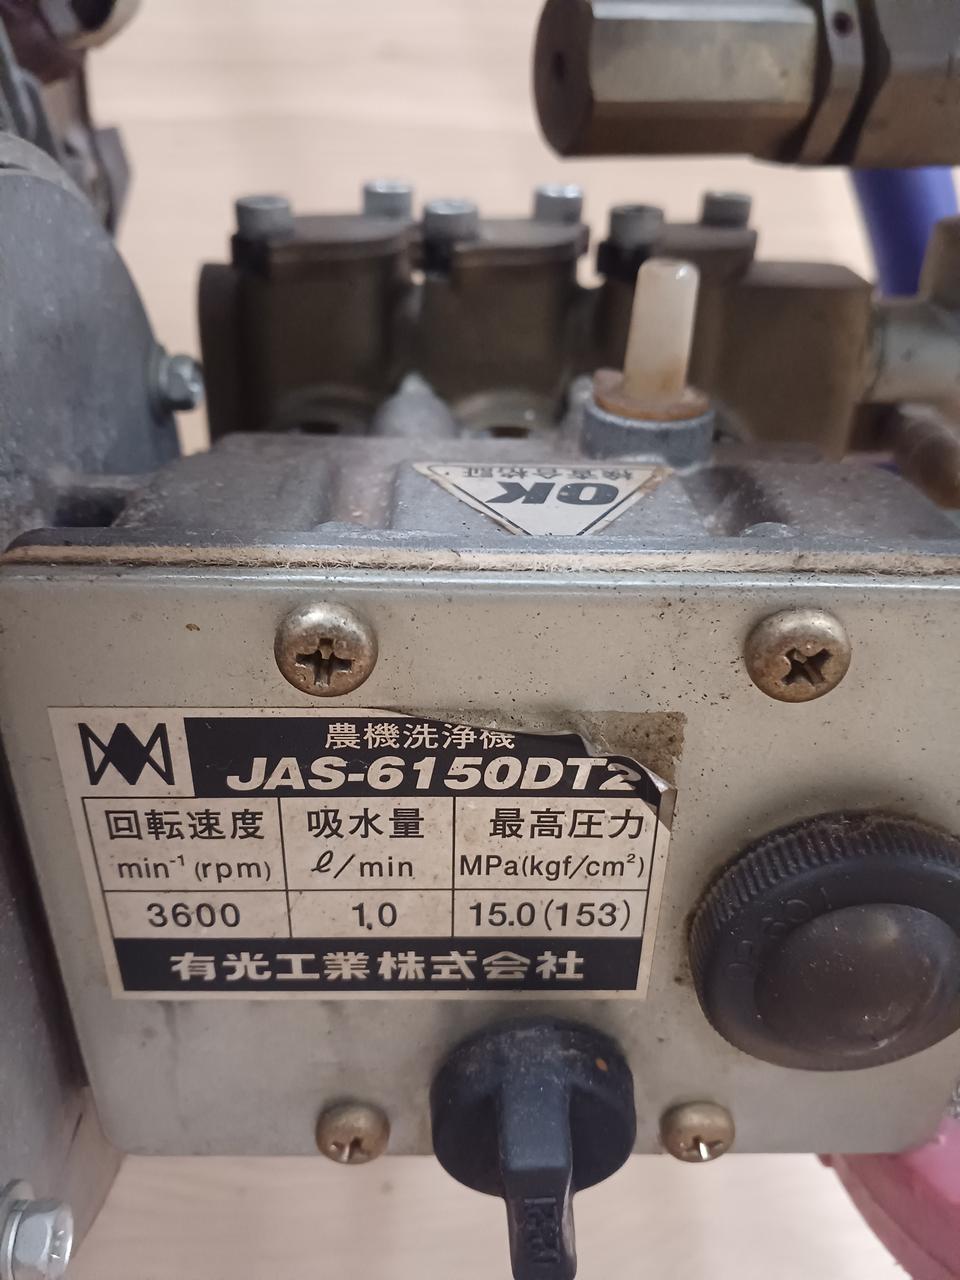 OK
検査合格証
農機洗浄機
JAS-6150DT2
回転速度 吸水量 最高圧力
min⁻¹ (rpm) ℓ/min MPa(kgf/cm²)
3600 1.0 15.0(153)
有光工業株式会社